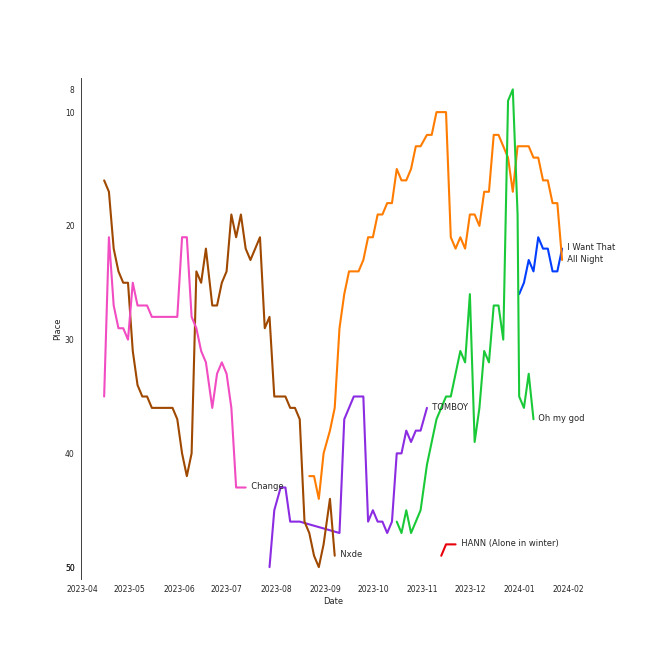 8
10
20
30
40
50
Place
I Want That
All Night
TOMBOY
Oh my god
Change
HANN (Alone in winter)
Nxde
2023-04 2023-05 2023-06 2023-07 2023-08 2023-09 2023-10 2023-11 2023-12 2024-01 2024-02
Date